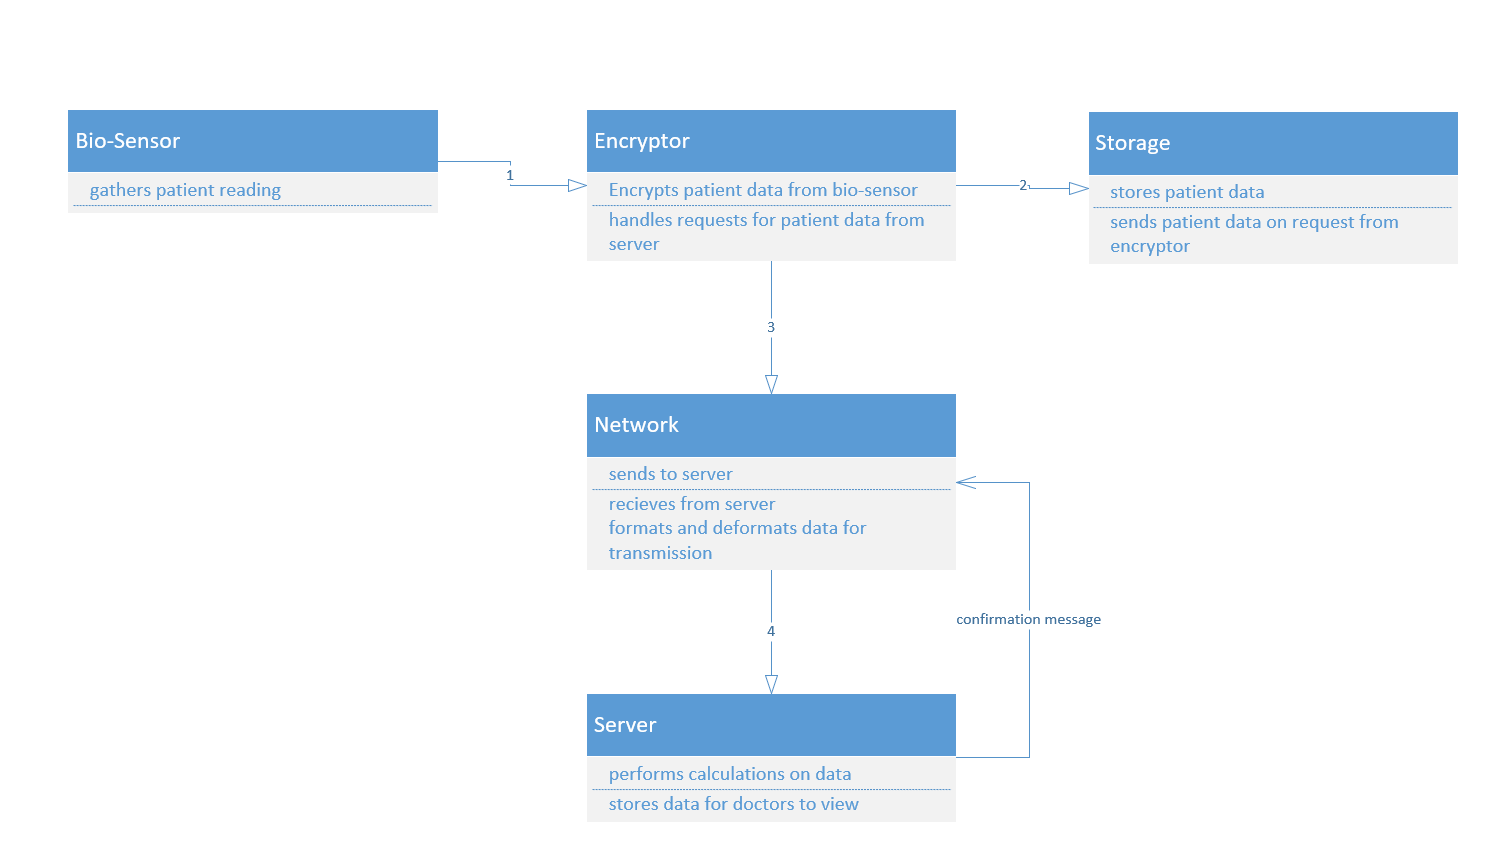 Bio-Sensor
gathers patient reading
1
Encryptor
Encrypts patient data from bio-sensor
handles requests for patient data from
server
2
Storage
stores patient data
sends patient data on request from
encryptor
3
Network
sends to server
recieves from server
formats and deformats data for
transmission
4
confirmation message
Server
performs calculations on data
stores data for doctors to view